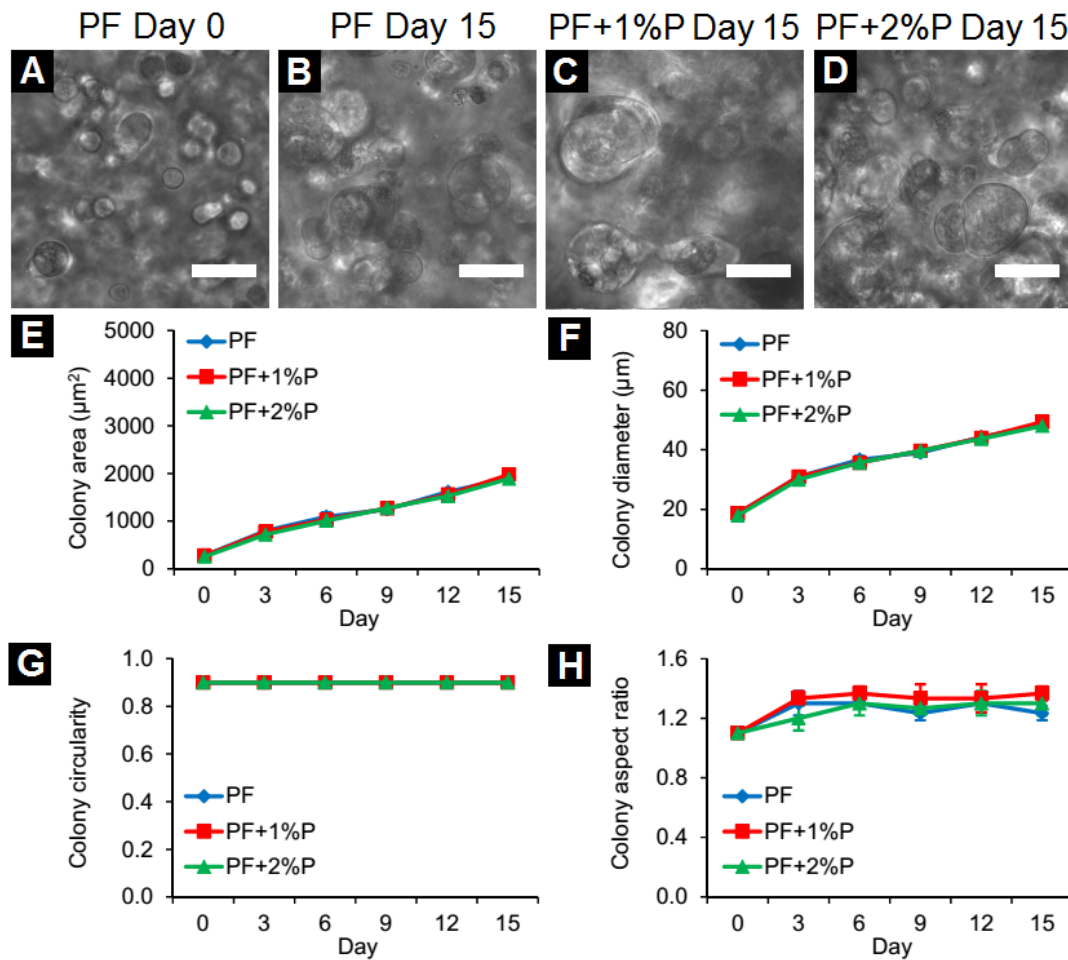 PF Day 0 PF Day 15 PF+1%P Day 15 PF+2%P Day 15
A B C D
E
Colony area (µm²)
5000
4000
3000
2000
1000
0
PF
PF+1%P
PF+2%P
0 3 6 9 12 15
Day
F
Colony diameter (µm)
80
60
40
20
0
PF
PF+1%P
PF+2%P
0 3 6 9 12 15
Day
G
Colony circularity
1.0
0.8
0.6
0.4
0.2
0.0
PF
PF+1%P
PF+2%P
0 3 6 9 12 15
Day
H
Colony aspect ratio
1.6
1.2
0.8
0.4
0.0
PF
PF+1%P
PF+2%P
0 3 6 9 12 15
Day